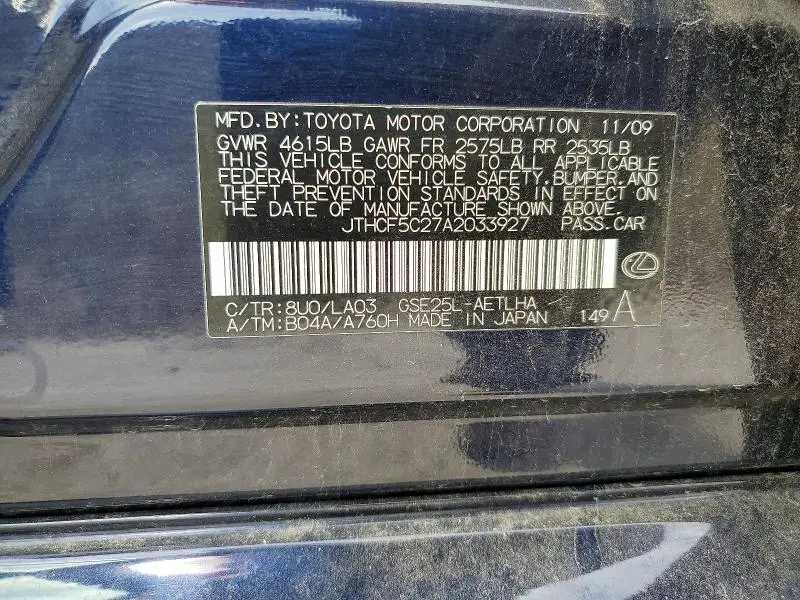 MFD.BY:TOYOTA MOTOR CORPORATION 11/09
GVWR 4615LB GAWR FR 2575LB RR 2535LB
THIS VEHICLE CONFORMS TO ALL APPLICABLE
FEDERAL MOTOR VEHICLE SAFETY,BUMPER,AND
THEFT PREVENTION STANDARDS IN EFFECT ON
THE DATE OF MANUFACTURE SHOWN ABOVE.
JTHCF5C27A2033927 PASS.CAR
C/TR:8U0/LA03 GSE25L-AETLHA
A/TM:B04A/A760H MADE IN JAPAN 149 A